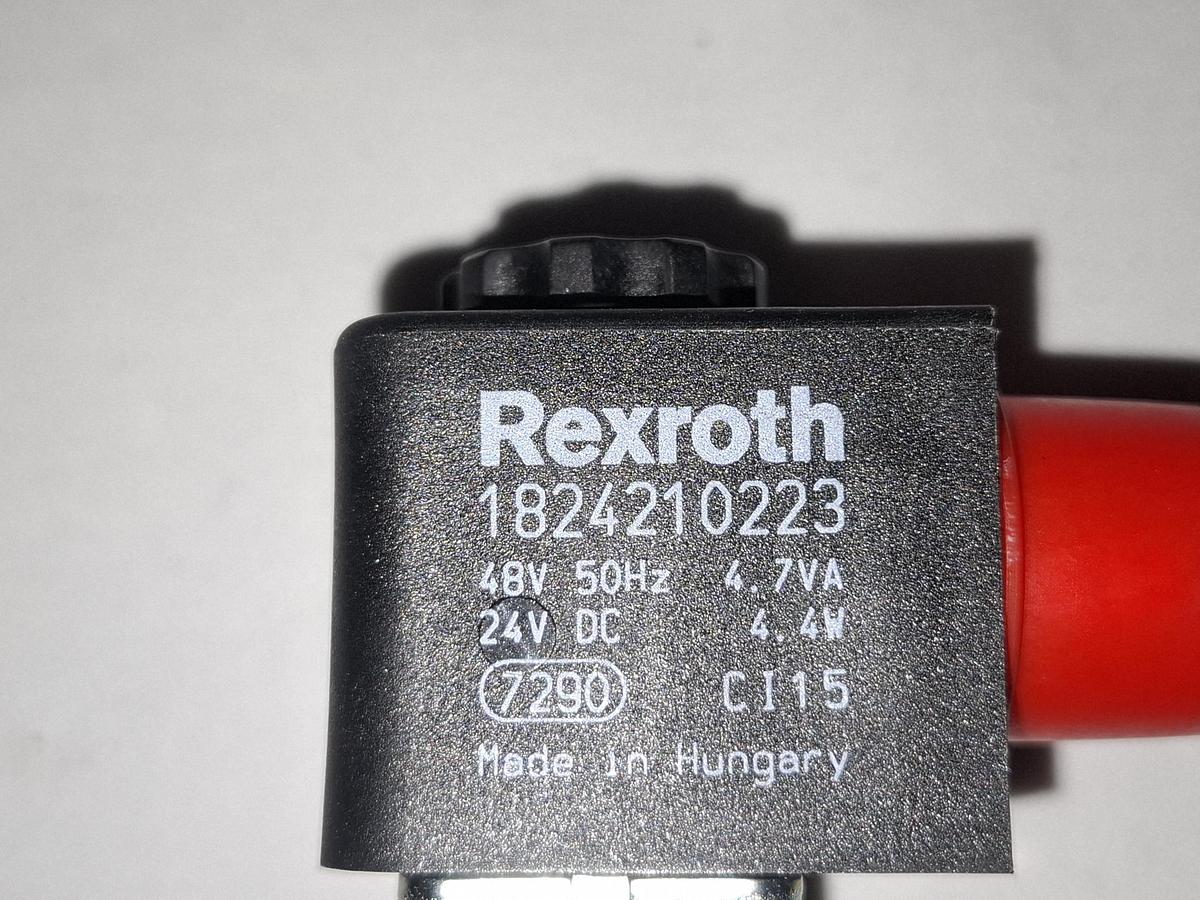 Rexroth
1824210223
48V 50Hz 4.7VA
24V DC 4.4W
7290 CI15
Made in Hungary